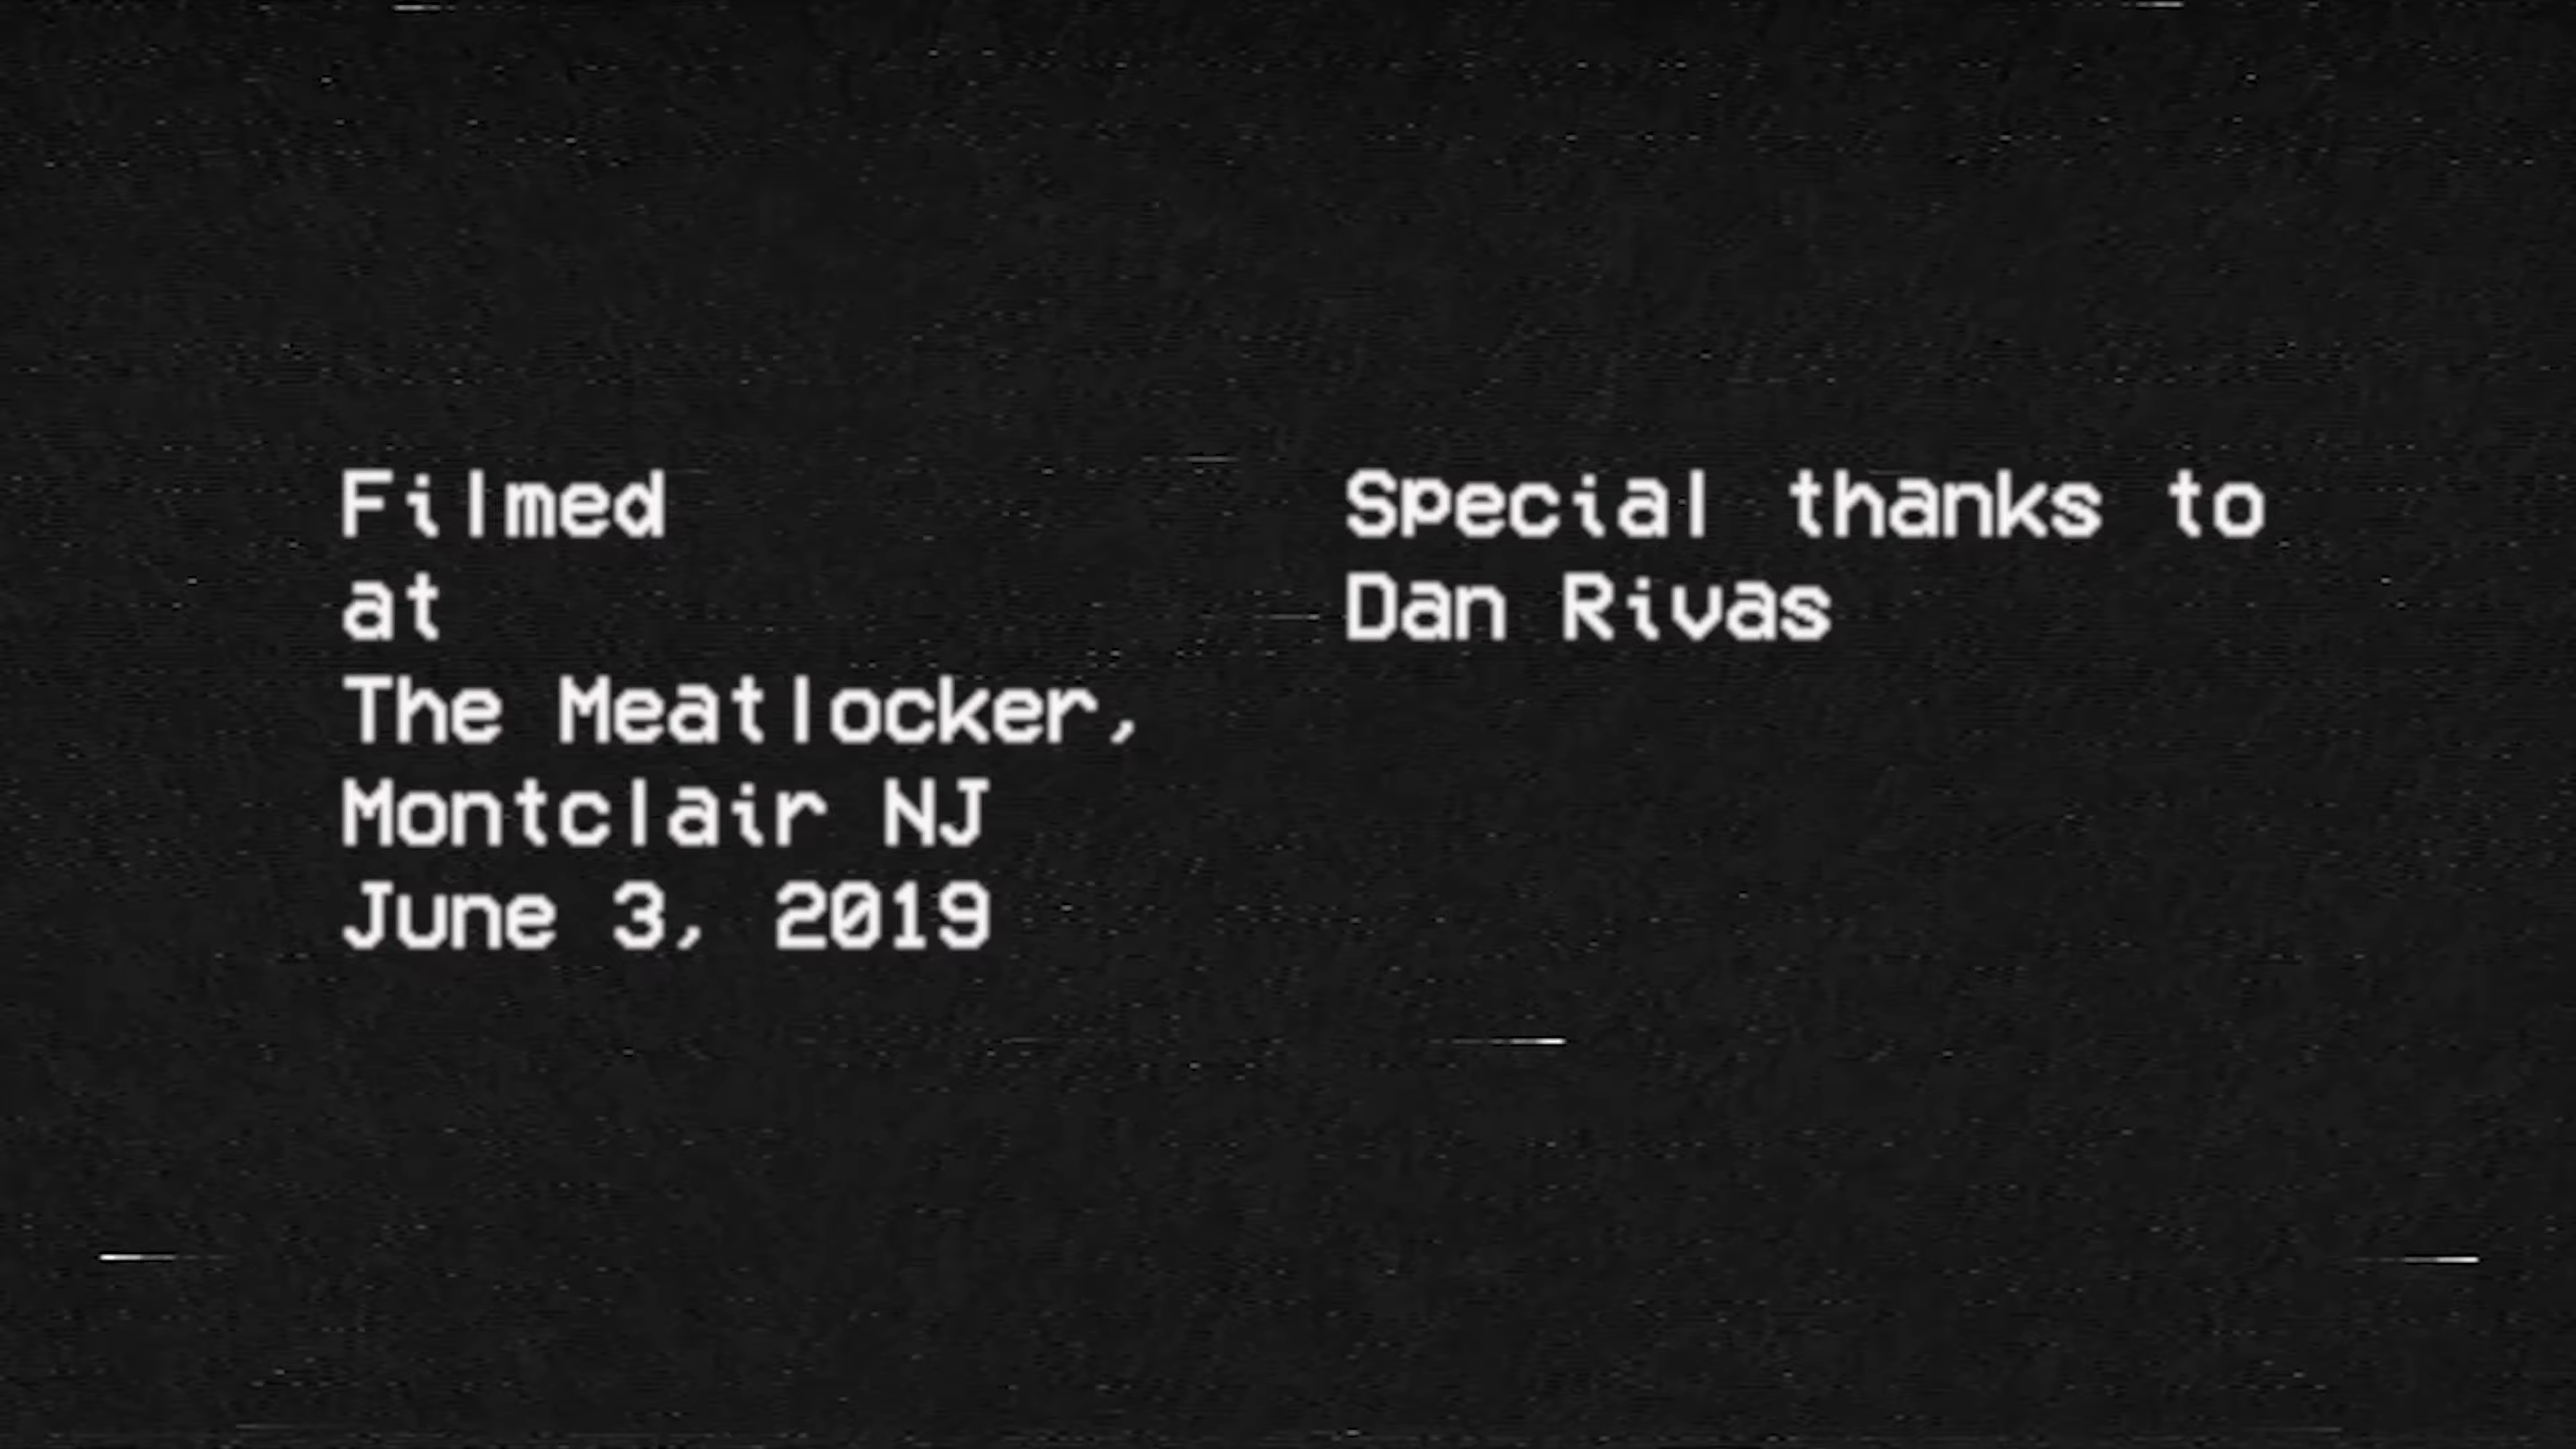 Filmed
at
The Meatlocker,
Montclair NJ
June 3, 2019
Special thanks to
Dan Rivas